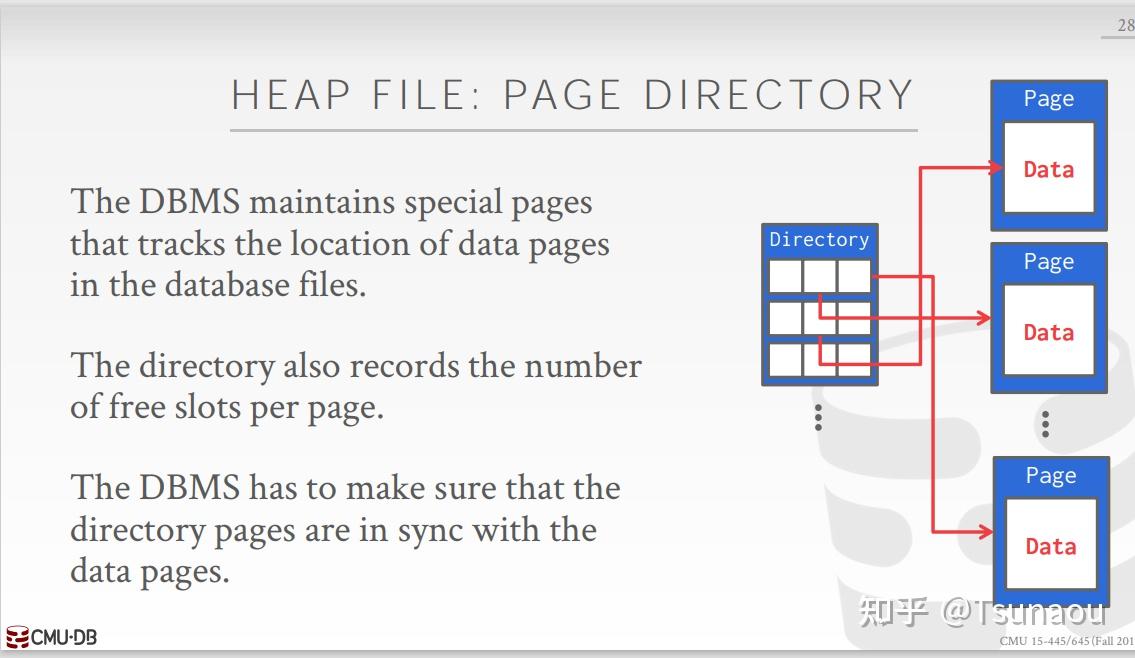 28
HEAP FILE: PAGE DIRECTORY
The DBMS maintains special pages
that tracks the location of data pages
in the database files.
The directory also records the number
of free slots per page.
The DBMS has to make sure that the
directory pages are in sync with the
data pages.
Directory
Page
Data
Page
Data
Page
Data
知乎 @Tsunaou
CMU·DB
CMU 15-445/645 (Fall 201